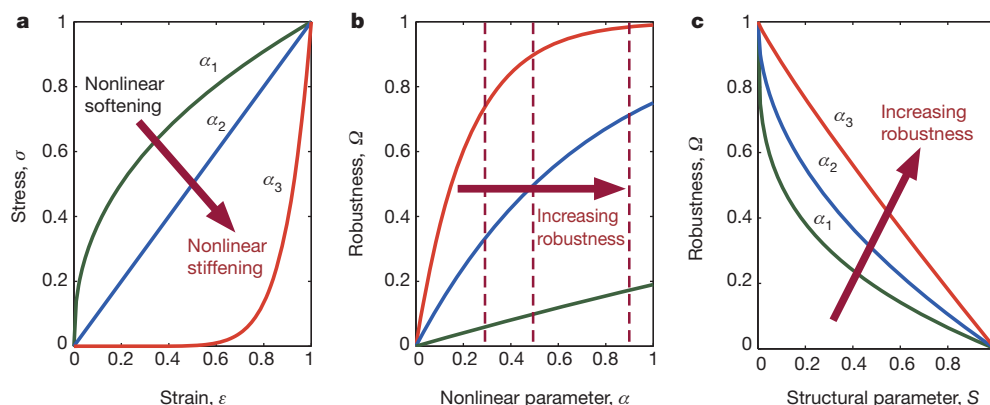 a
1
0.8
0.6
0.4
0.2
0
0
0.2
0.4
0.6
0.8
1
Stress, σ
Strain, ε
Nonlinear
softening
α1
α2
α3
Nonlinear
stiffening
b
1
0.8
0.6
0.4
0.2
0
0
0.2
0.4
0.6
0.8
1
Robustness, Ω
Nonlinear parameter, α
Increasing
robustness
c
1
0.8
0.6
0.4
0.2
0
0
0.2
0.4
0.6
0.8
Robustness, Ω
Structural parameter, S
α3
α2
α1
Increasing
robustness